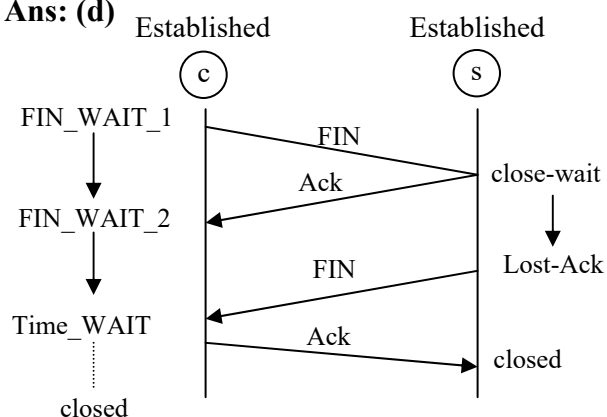 Ans: (d)
Established Established
c s
FIN_WAIT_1
FIN
Ack
close-wait
FIN_WAIT_2
FIN
Lost-Ack
Time_WAIT
Ack
closed
closed